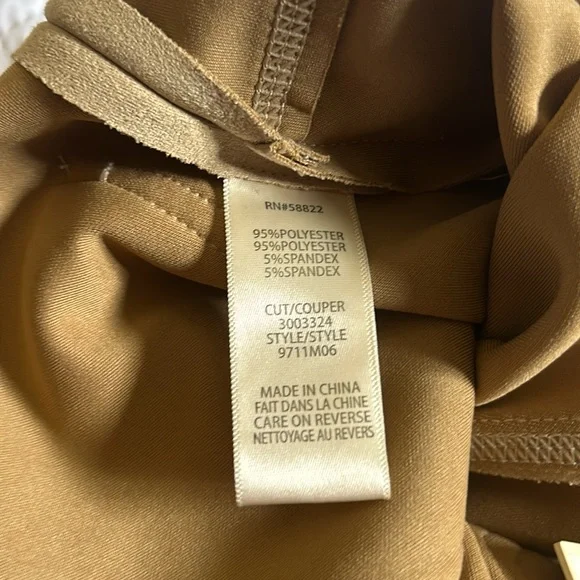 RN#58822
95%POLYESTER
95%POLYESTER
5%SPANDEX
5%SPANDEX
CUT/COUPER
3003324
STYLE/STYLE
9711M06
MADE IN CHINA
FAIT DANS LA CHINE
CARE ON REVERSE
NETTOYAGE AU REVERS